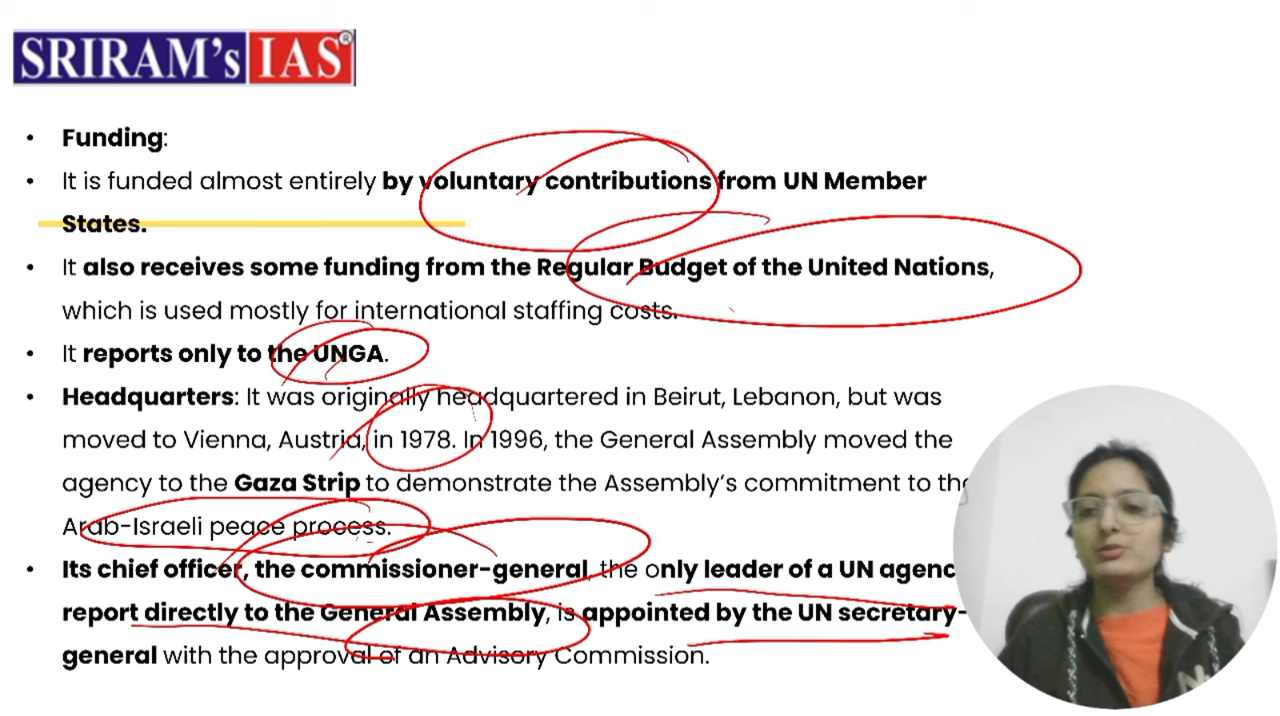 SRIRAM's IAS ®
• Funding:
• It is funded almost entirely by voluntary contributions from UN Member
States.
• It also receives some funding from the Regular Budget of the United Nations,
which is used mostly for international staffing costs.
• It reports only to the UNGA.
• Headquarters: It was originally headquartered in Beirut, Lebanon, but was
moved to Vienna, Austria, in 1978. In 1996, the General Assembly moved the
agency to the Gaza Strip to demonstrate the Assembly's commitment to the
Arab-Israeli peace process.
• Its chief officer, the commissioner-general, the only leader of a UN agenc
report directly to the General Assembly, is appointed by the UN secretary-
general with the approval of an Advisory Commission.